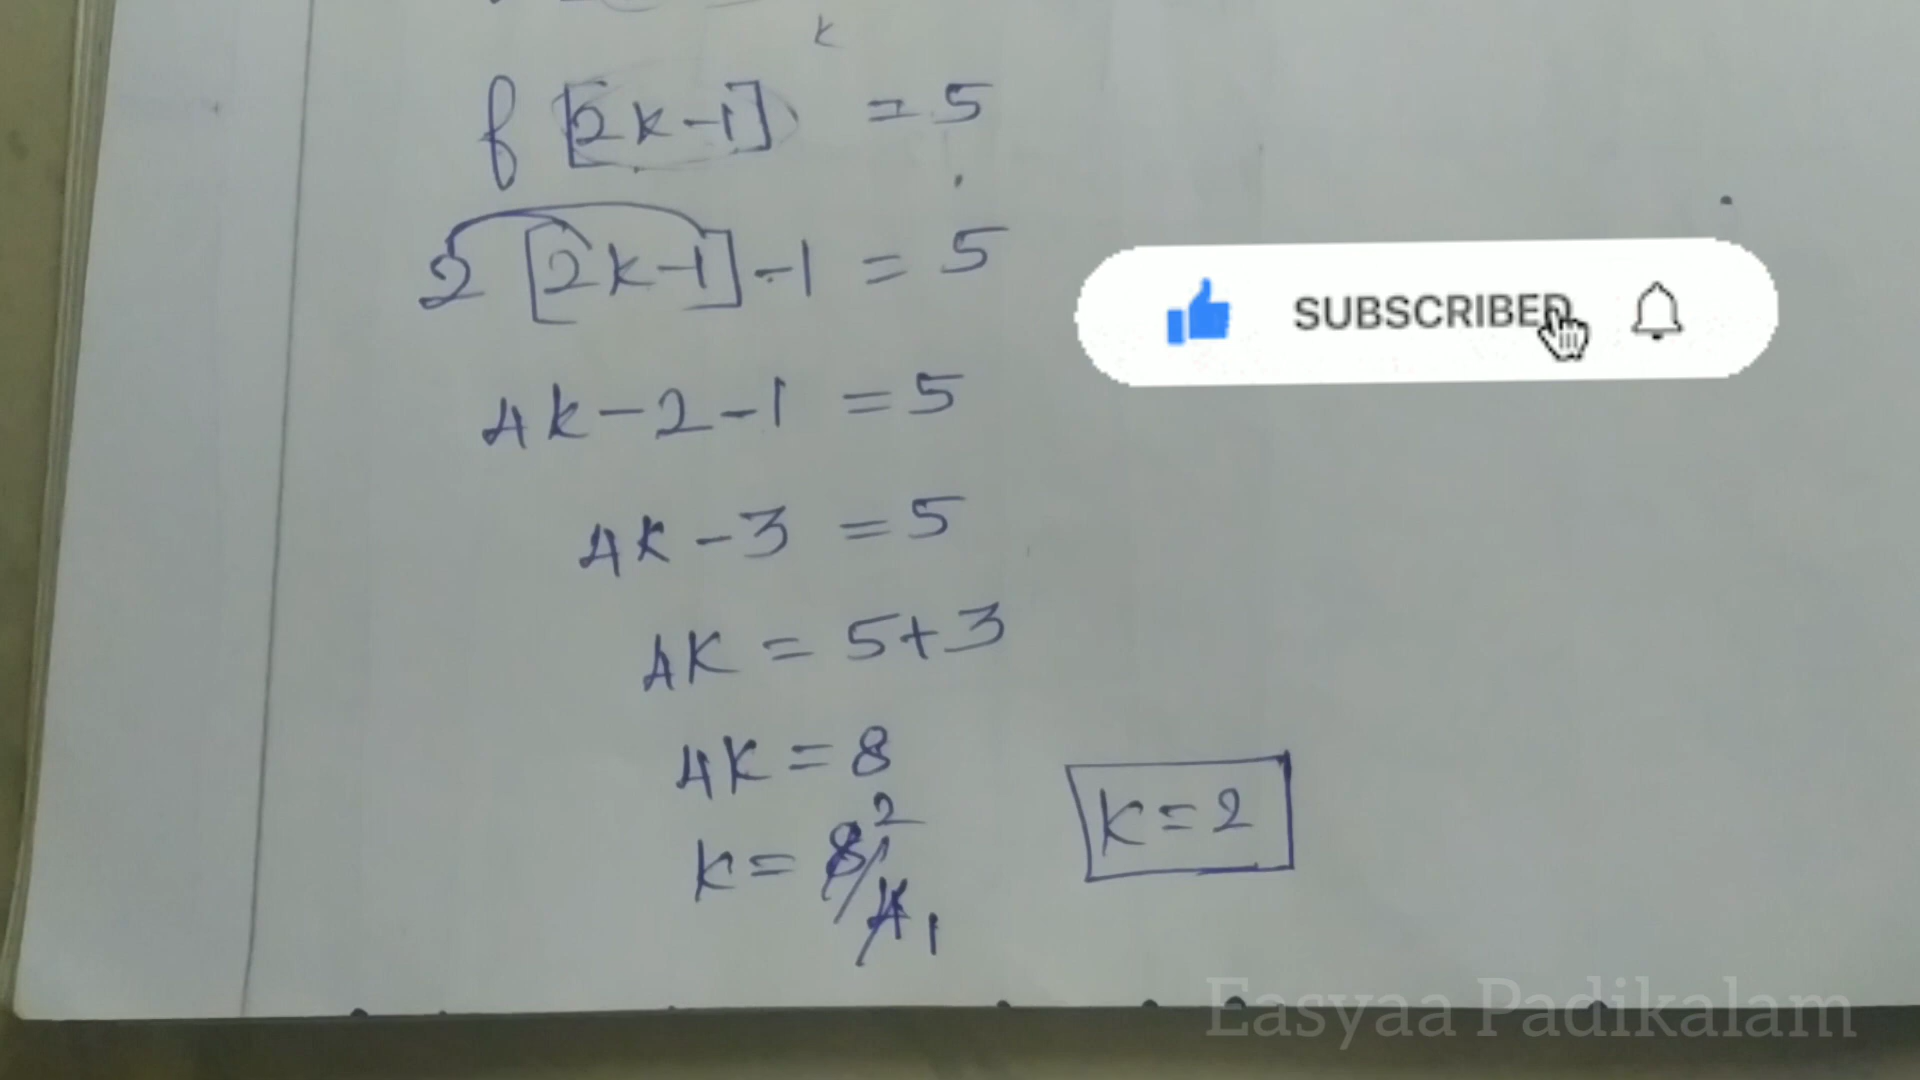 k
f [2k-1] = 5
2 [2k-1] -1 = 5
SUBSCRIBED
4k-2-1 = 5
4k-3 = 5
4k = 5+3
4k = 8
k = 8/4 2 1
k=2
Easyaa Padikalam